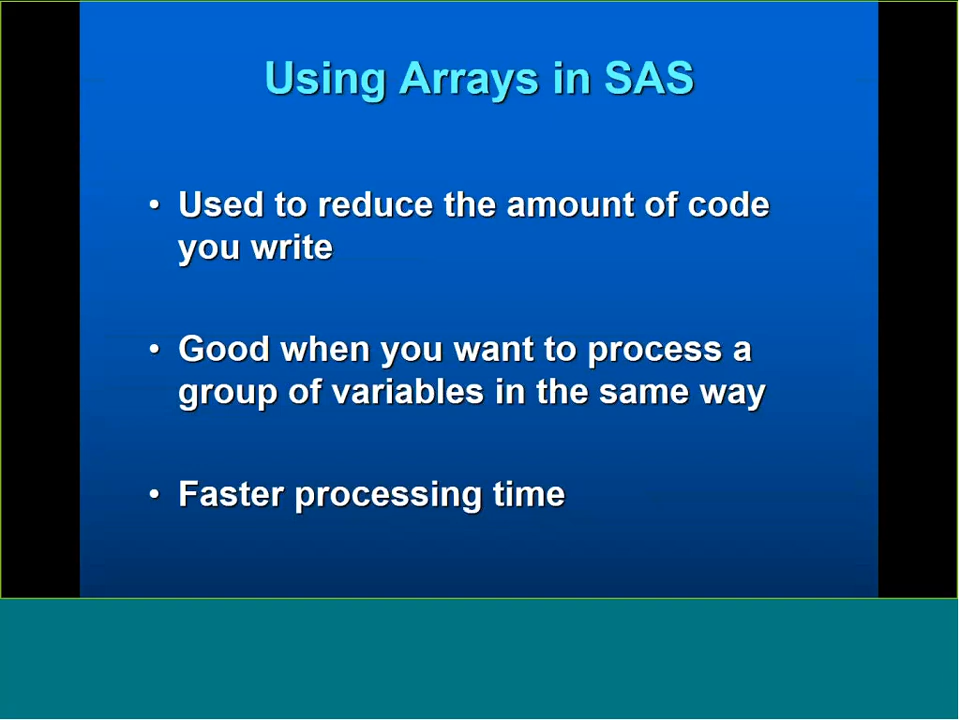 Using Arrays in SAS
• Used to reduce the amount of code
you write
• Good when you want to process a
group of variables in the same way
• Faster processing time